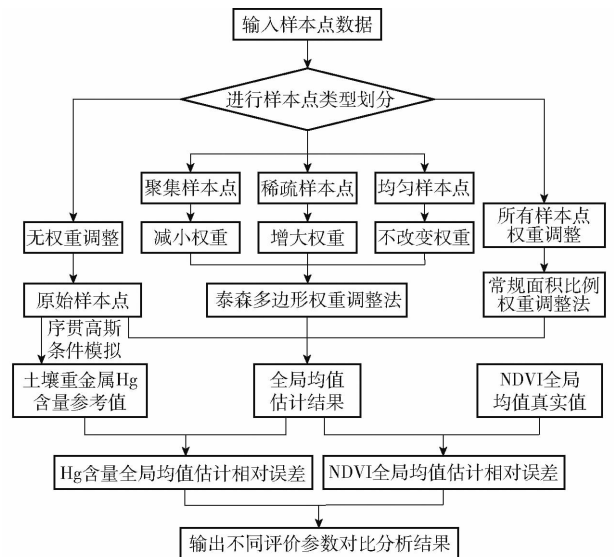 输入样本点数据
进行样本点类型划分
聚集样本点
稀疏样本点
均匀样本点
所有样本点
权重调整
无权重调整
减小权重
增大权重
不改变权重
原始样本点
泰森多边形权重调整法
常规面积比例
权重调整法
序贯高斯
条件模拟
土壤重金属Hg
含量参考值
全局均值
估计结果
NDVI全局
均值真实值
Hg含量全局均值估计相对误差
NDVI全局均值估计相对误差
输出不同评价参数对比分析结果